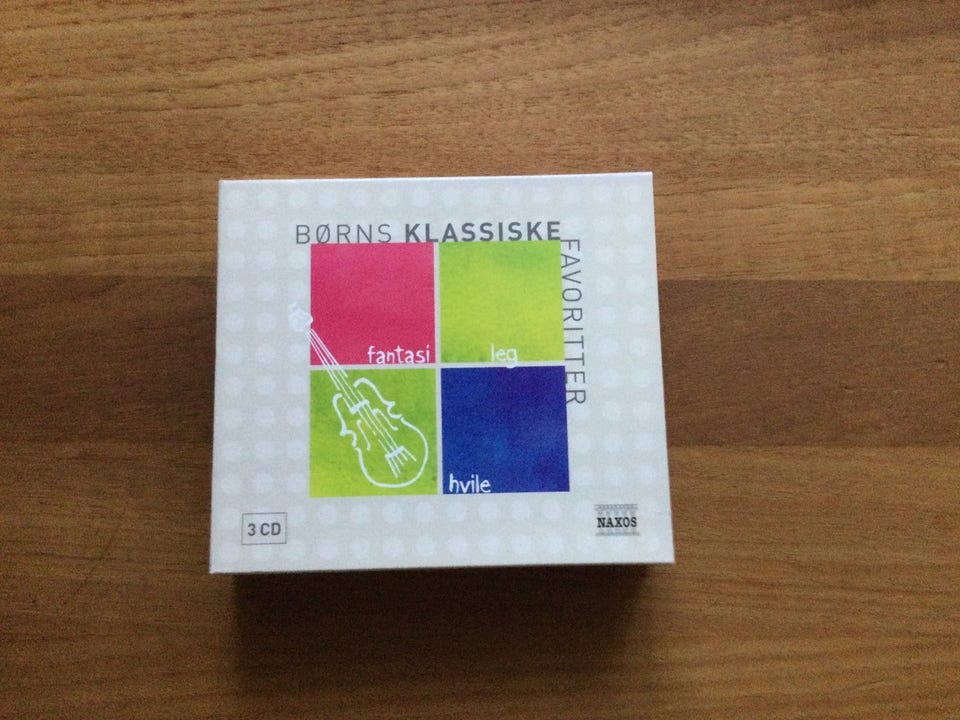 BØRNS KLASSISKE
FAVORITTER
fantasi
leg
hvile
3 CD
NAXOS